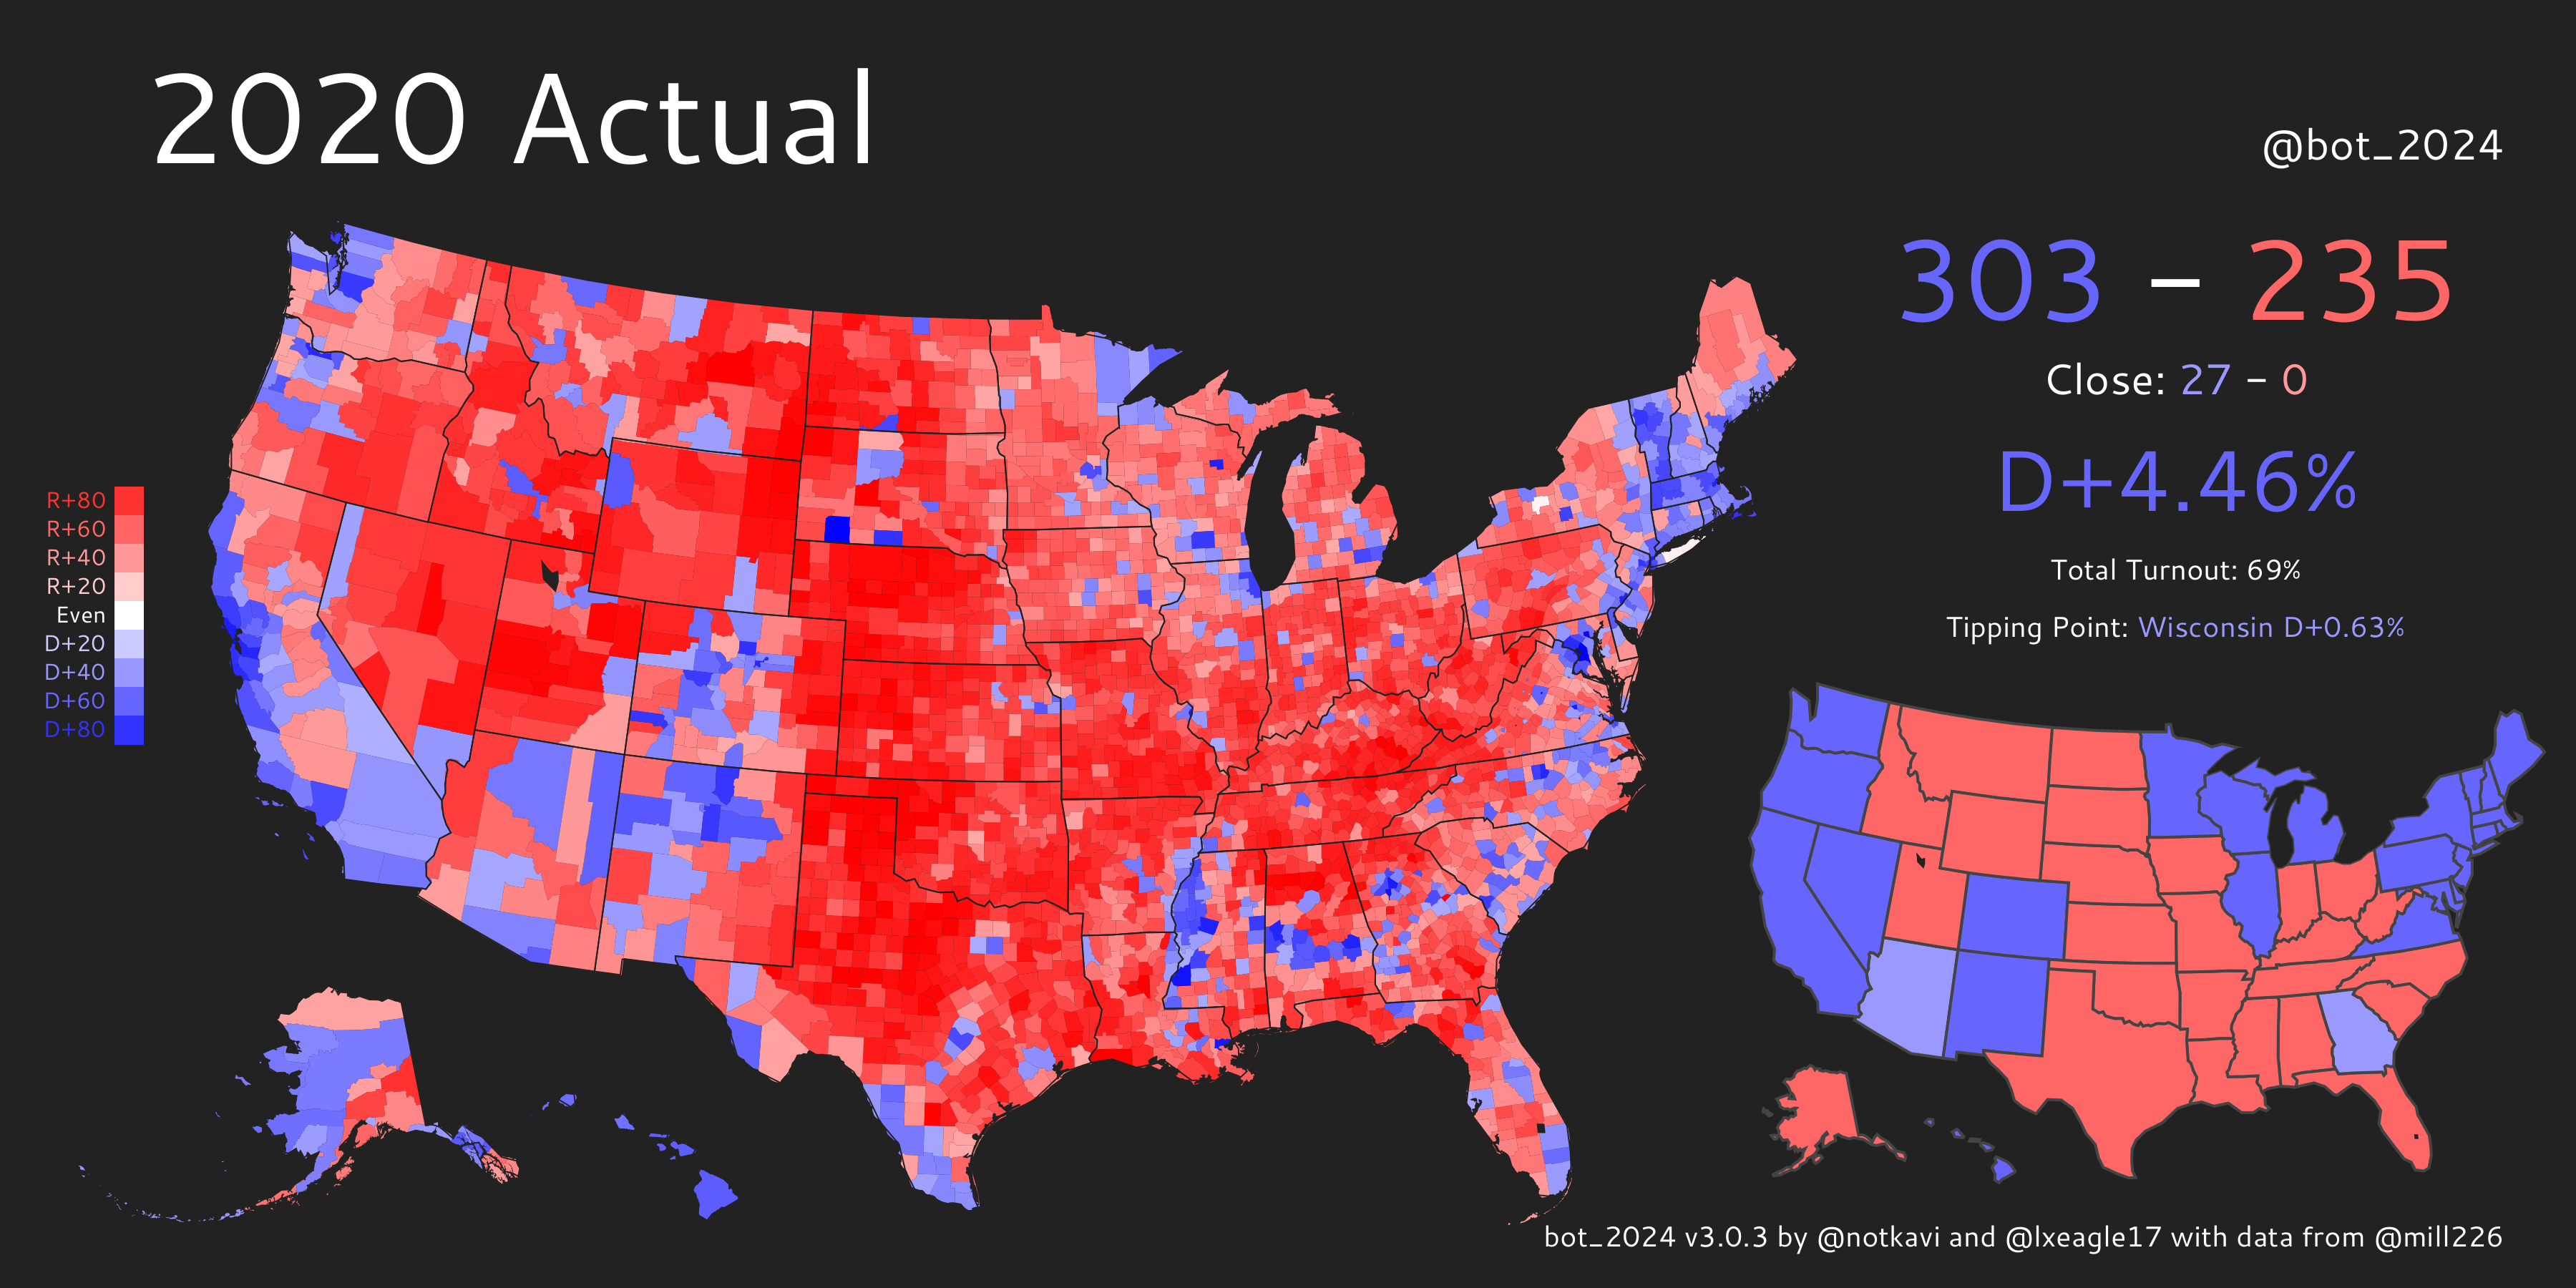 2020 Actual
@bot_2024
303 – 235
Close: 27 – 0
D+4.46%
Total Turnout: 69%
Tipping Point: Wisconsin D+0.63%
R+80
R+60
R+40
R+20
Even
D+20
D+40
D+60
D+80
bot_2024 v3.0.3 by @notkavi and @lxeagle17 with data from @mill226